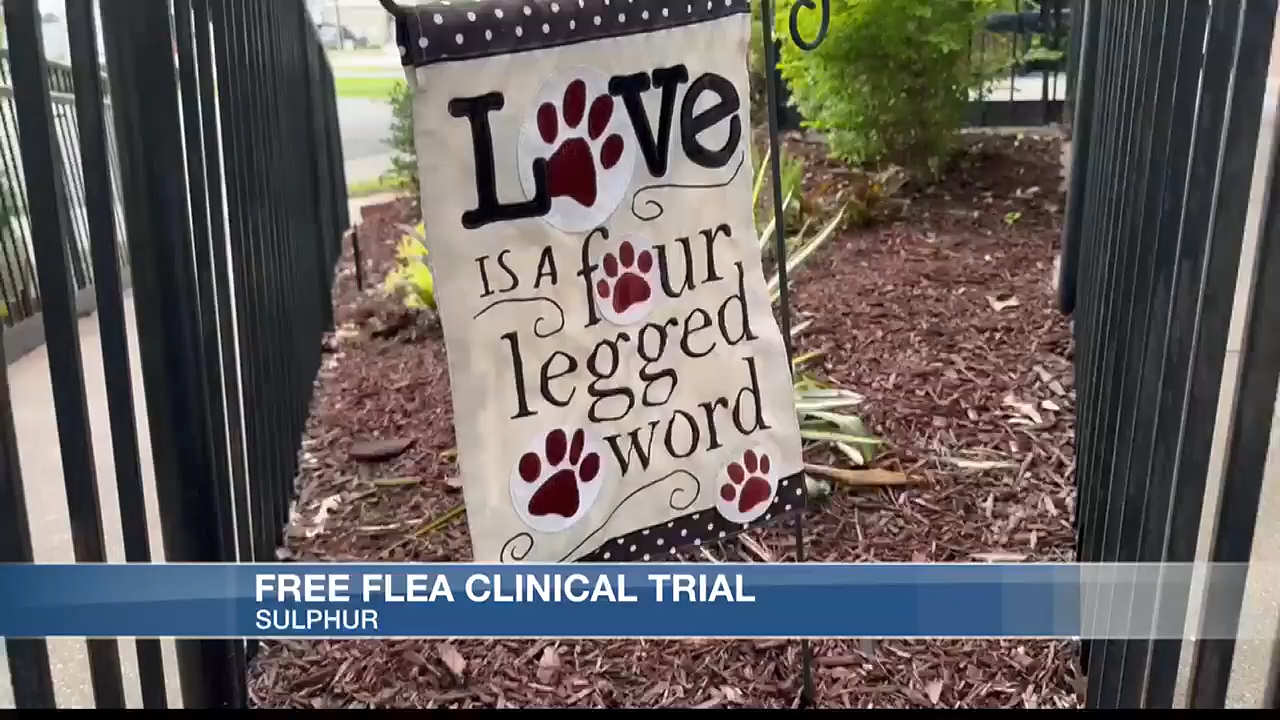 Love
IS A four
legged
word
FREE FLEA CLINICAL TRIAL
SULPHUR